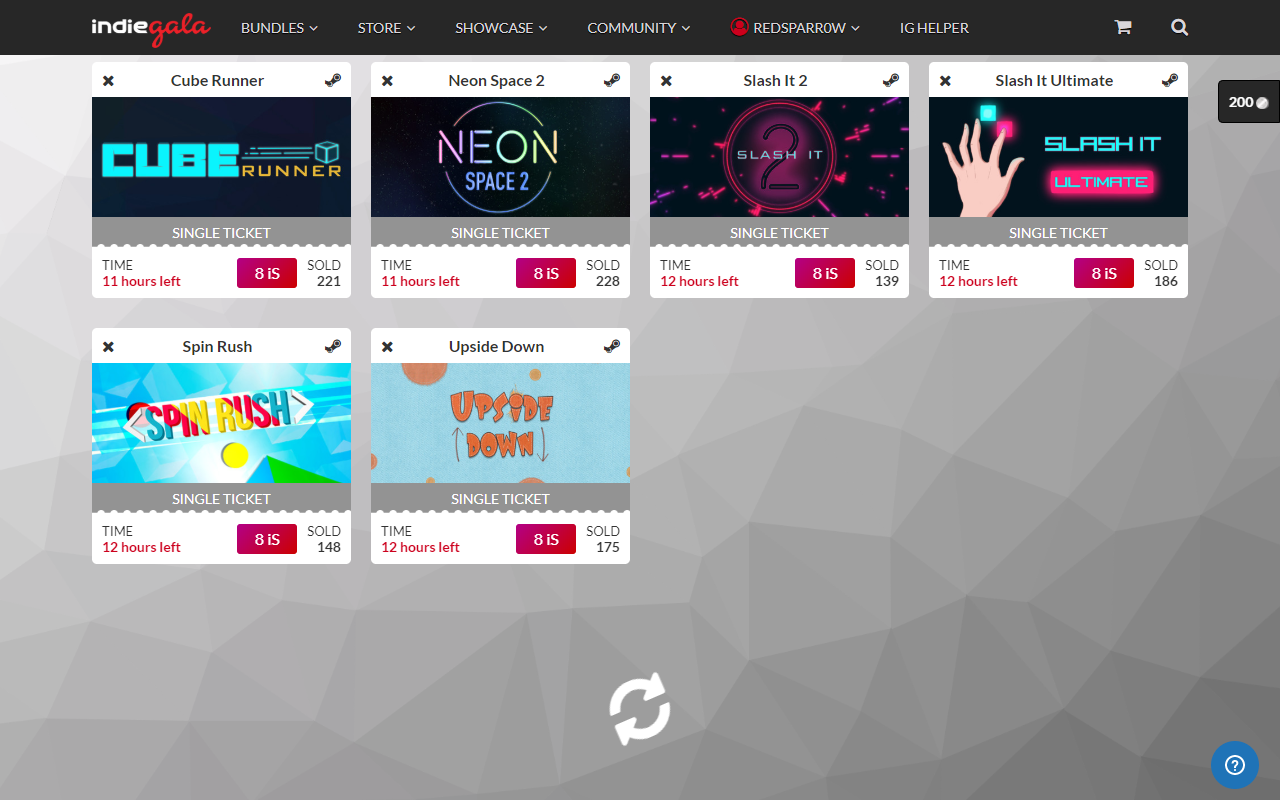 indiegala BUNDLES STORE SHOWCASE COMMUNITY REDSPARR0W IG HELPER
200
Cube Runner
CUBE RUNNER
SINGLE TICKET
TIME
11 hours left
8 iS
SOLD
221
Neon Space 2
NEON
SPACE 2
SINGLE TICKET
TIME
11 hours left
8 iS
SOLD
228
Slash It 2
SLASH IT
2
SINGLE TICKET
TIME
12 hours left
8 iS
SOLD
139
Slash It Ultimate
SLASH IT
ULTIMATE
SINGLE TICKET
TIME
12 hours left
8 iS
SOLD
186
Spin Rush
SPIN RUSH
SINGLE TICKET
TIME
12 hours left
8 iS
SOLD
148
Upside Down
UPSIDE
DOWN
SINGLE TICKET
TIME
12 hours left
8 iS
SOLD
175